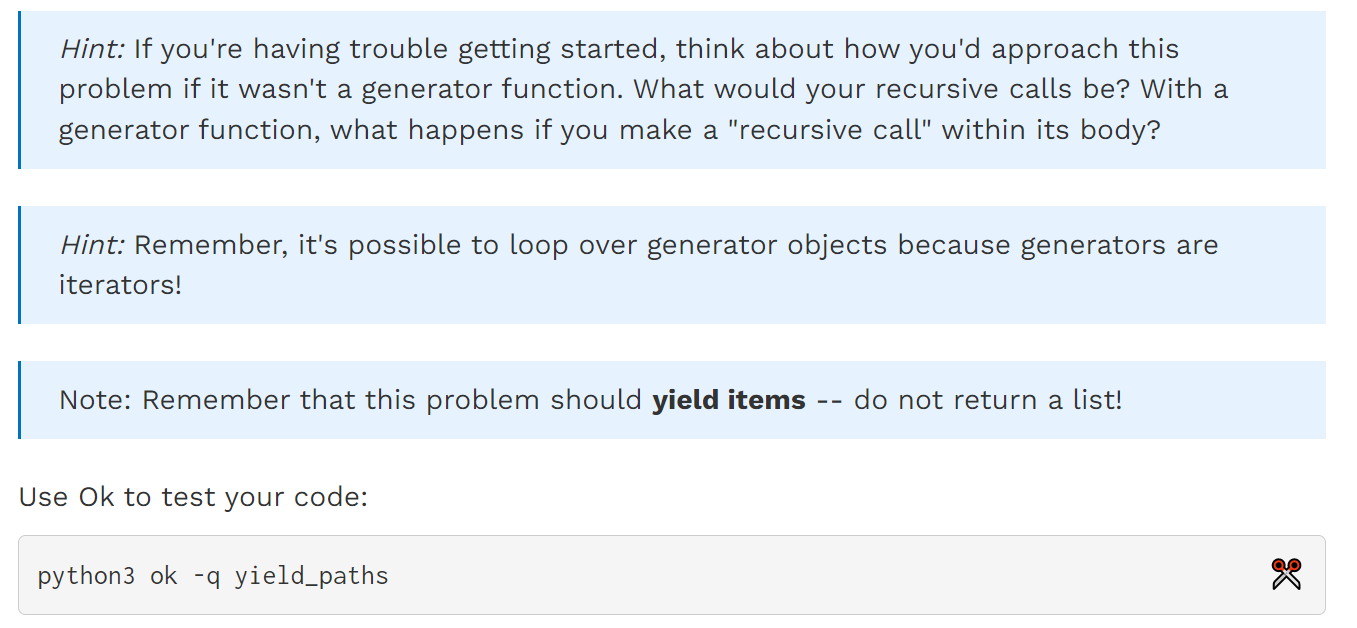 Hint: If you're having trouble getting started, think about how you'd approach this
problem if it wasn't a generator function. What would your recursive calls be? With a
generator function, what happens if you make a "recursive call" within its body?
Hint: Remember, it's possible to loop over generator objects because generators are
iterators!
Note: Remember that this problem should yield items -- do not return a list!
Use Ok to test your code:
python3 ok -q yield_paths